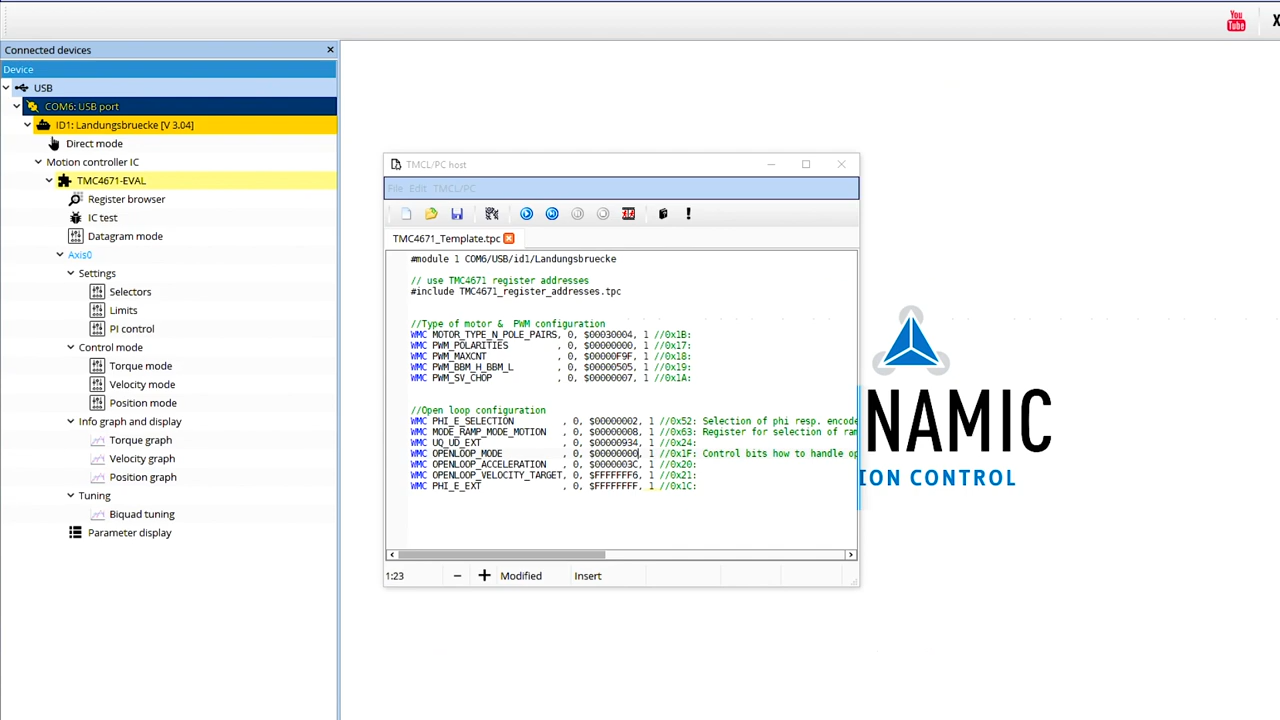 You
Tube
X
Connected devices
Device
USB
COM6: USB port
ID1: Landungsbruecke [V 3.04]
Direct mode
Motion controller IC
TMC4671-EVAL
Register browser
IC test
Datagram mode
Axis0
Settings
Selectors
Limits
PI control
Control mode
Torque mode
Velocity mode
Position mode
Info graph and display
Torque graph
Velocity graph
Position graph
Tuning
Biquad tuning
Parameter display
TMCL/PC host
File Edit TMCL/PC
TMC4671_Template.tpc
#module 1 COM6/USB/id1/Landungsbruecke
// use TMC4671 register addresses
#include TMC4671_register_addresses.tpc
//Type of motor & PWM configuration
WMC MOTOR_TYPE_N_POLE_PAIRS, 0, $00030004, 1 //0x1B:
WMC PWM_POLARITIES , 0, $00000000, 1 //0x17:
WMC PWM_MAXCNT , 0, $00000F9F, 1 //0x18:
WMC PWM_BBM_H_BBM_L , 0, $00000505, 1 //0x19:
WMC PWM_SV_CHOP , 0, $00000007, 1 //0x1A:
//Open loop configuration
WMC PHI_E_SELECTION , 0, $00000002, 1 //0x52: Selection of phi resp. encode
WMC MODE_RAMP_MODE_MOTION , 0, $00000008, 1 //0x63: Register for selection of ram
WMC UQ_UD_EXT , 0, $00000934, 1 //0x24:
WMC OPENLOOP_MODE , 0, $00000000, 1 //0x1F: Control bits how to handle op
WMC OPENLOOP_ACCELERATION , 0, $0000003C, 1 //0x20:
WMC OPENLOOP_VELOCITY_TARGET, 0, $FFFFFFF6, 1 //0x21:
WMC PHI_E_EXT , 0, $FFFFFFFF, 1 //0x1C:
1:23 Modified Insert
NAMIC
ION CONTROL